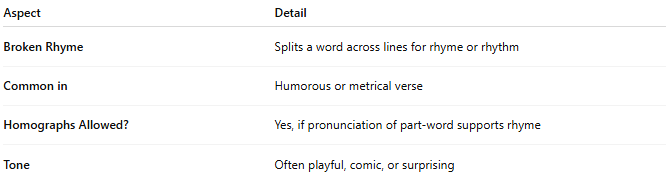 Aspect Detail
Broken Rhyme Splits a word across lines for rhyme or rhythm
Common in Humorous or metrical verse
Homographs Allowed? Yes, if pronunciation of part-word supports rhyme
Tone Often playful, comic, or surprising